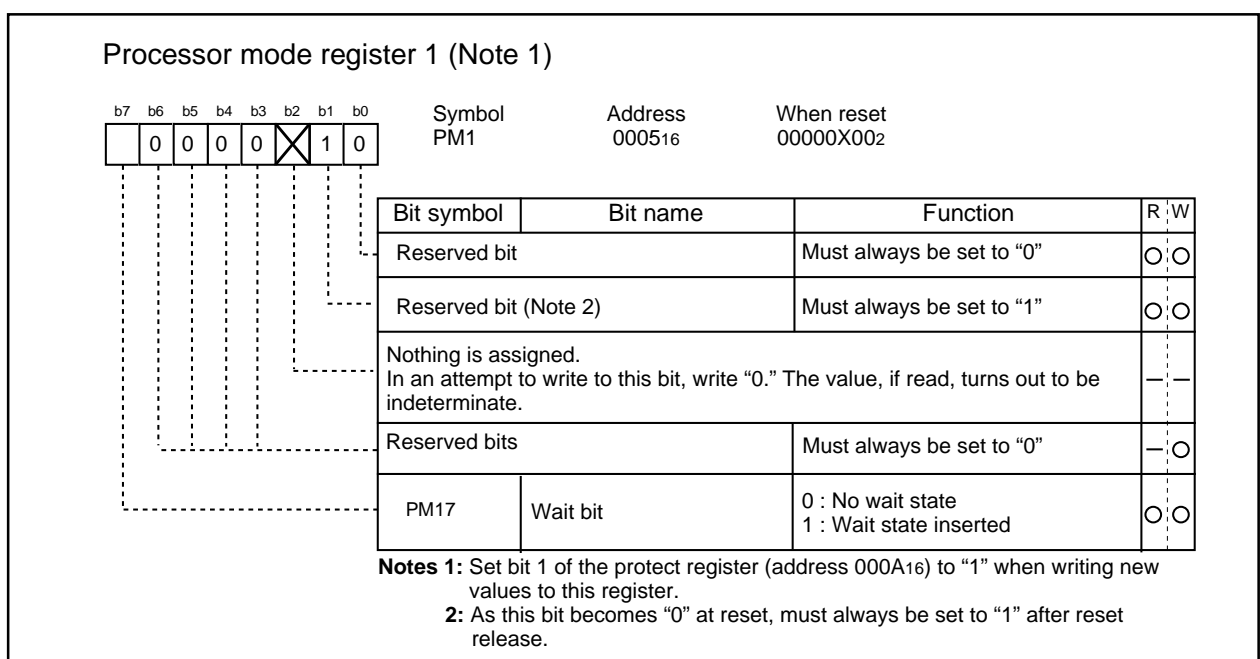 Processor mode register 1 (Note 1)
b7 b6 b5 b4 b3 b2 b1 b0
0 0 0 0 1 0
Symbol Address When reset
PM1 000516 00000X002
Bit symbol Bit name Function R W
Reserved bit Must always be set to “0”
Reserved bit (Note 2) Must always be set to “1”
Nothing is assigned.
In an attempt to write to this bit, write “0.” The value, if read, turns out to be
indeterminate.
Reserved bits Must always be set to “0”
PM17 Wait bit 0 : No wait state
1 : Wait state inserted
Notes 1: Set bit 1 of the protect register (address 000A16) to “1” when writing new
values to this register.
2: As this bit becomes “0” at reset, must always be set to “1” after reset
release.